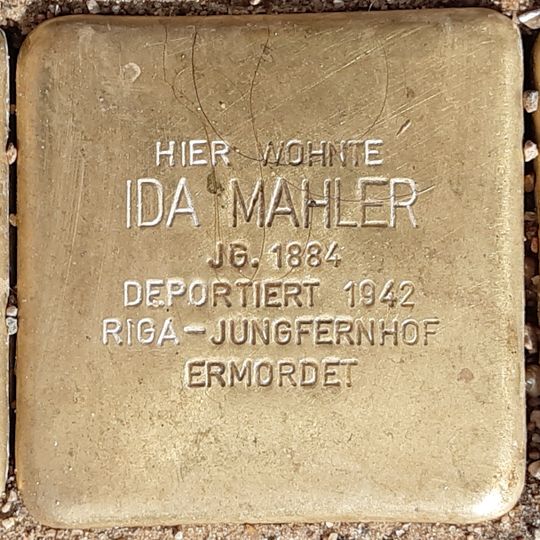 HIER WOHNTE
IDA MAHLER
JG. 1884
DEPORTIERT 1942
RIGA-JUNGFERNHOF
ERMORDET